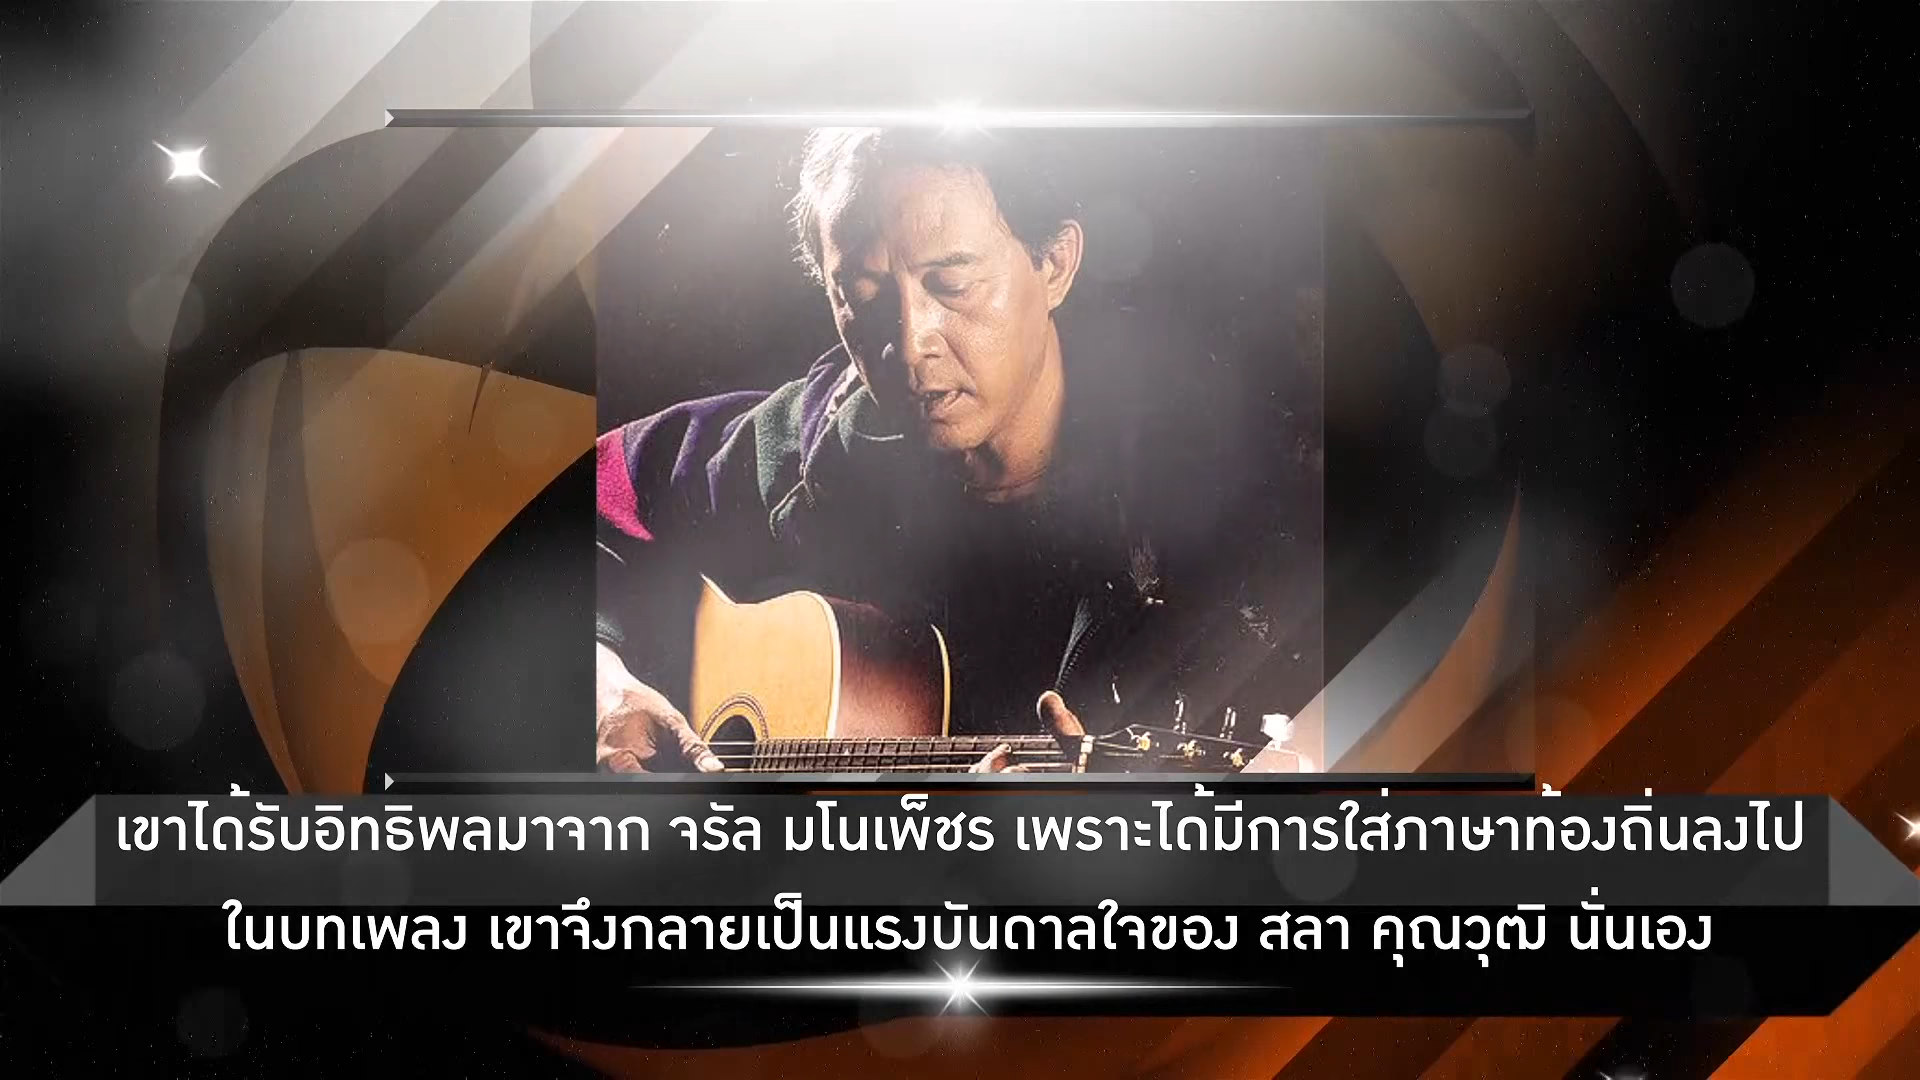 เขาได้รับอิทธิพลมาจาก จรัล มโนเพ็ชร เพราะได้มีการใส่ภาษาท้องถิ่นลงไป
ในบทเพลง เขาจึงกลายเป็นแรงบันดาลใจของ สลา คุณวุฒิ นั่นเอง